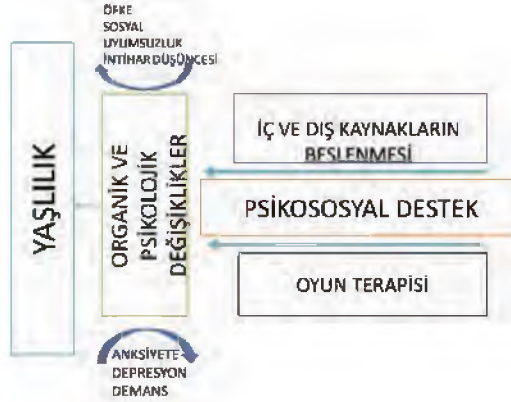 ÖFKE
SOSYAL
UYUMSUZLUK
İNTİHAR DÜŞÜNCESİ
YAŞLILIK
ORGANİK VE
PSİKOLOJİK
DEĞİŞİKLİKLER
İÇ VE DIŞ KAYNAKLARIN
BESLENMESİ
PSİKOSOSYAL DESTEK
OYUN TERAPİSİ
ANKSİYETE
DEPRESYON
DEMANS